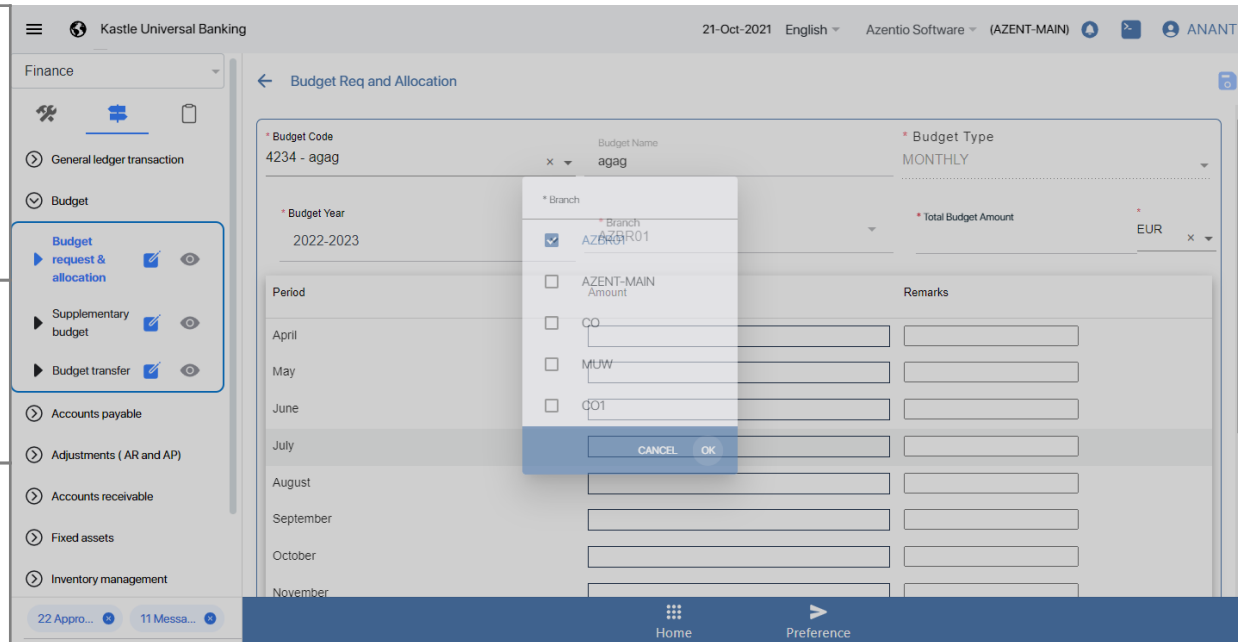 Kastle Universal Banking
21-Oct-2021 English Azentio Software (AZENT-MAIN) ANANT
Finance
Budget Req and Allocation
General ledger transaction
Budget
Budget request & allocation
Supplementary budget
Budget transfer
Accounts payable
Adjustments ( AR and AP)
Accounts receivable
Fixed assets
Inventory management
22 Appro...
11 Messa...
* Budget Code
4234 - agag
Budget Name
agag
* Budget Type
MONTHLY
* Budget Year
2022-2023
* Branch
AZBR01
* Total Budget Amount
*
EUR
Period
Amount
Remarks
April
May
June
July
August
September
October
November
* Branch
AZBR01
AZENT-MAIN
CO
MUW
CO1
CANCEL OK
Home
Preference